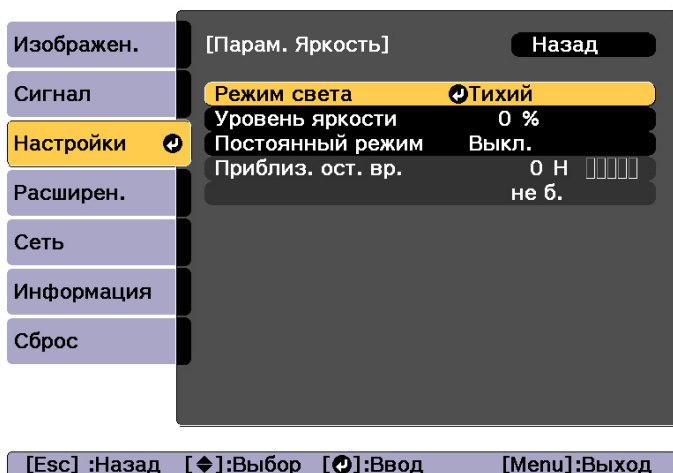 Изображен.
Сигнал
Настройки
Расширен.
Сеть
Информация
Сброс
[Парам. Яркость]
Назад
Режим света Тихий
Уровень яркости 0 %
Постоянный режим Выкл.
Приблиз. ост. вр. 0 H
не б.
[Esc] :Назад [◆]:Выбор [↵]:Ввод [Menu]:Выход